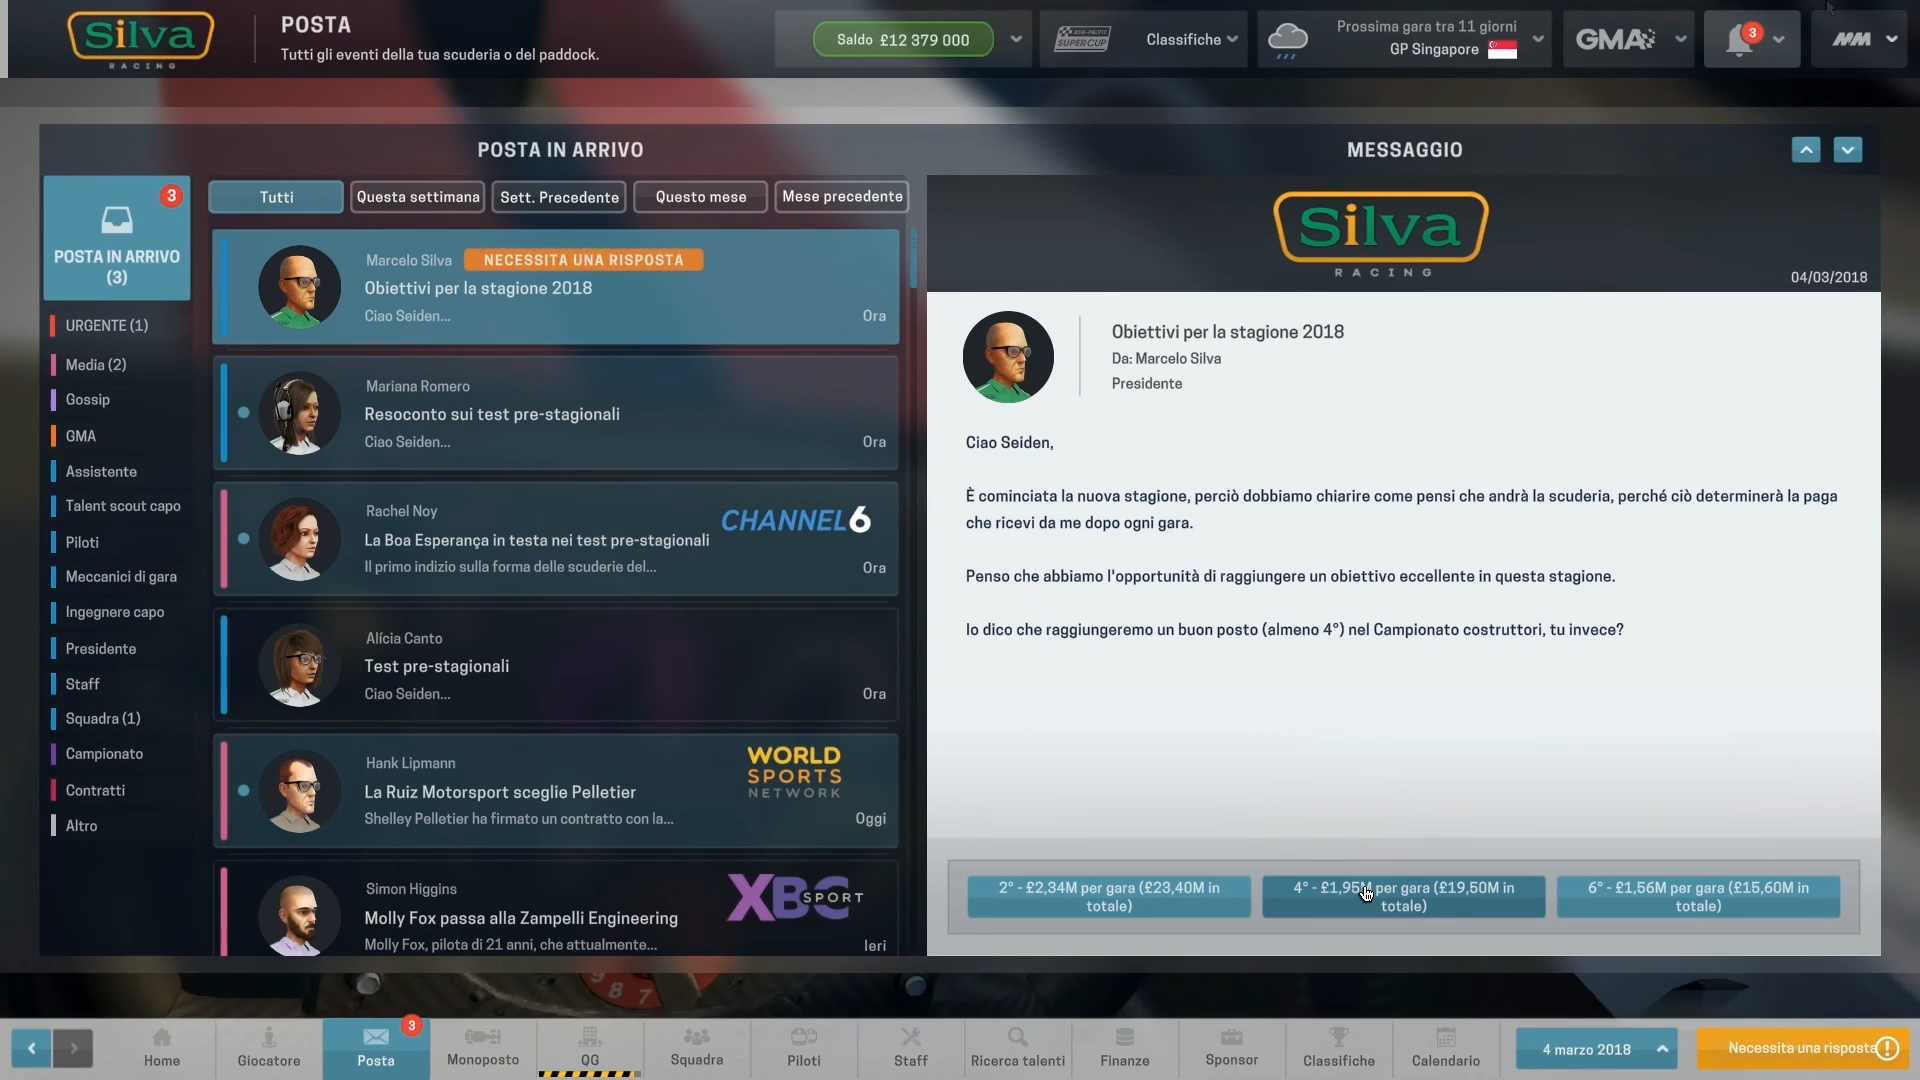 Silva
RACING
POSTA
Tutti gli eventi della tua scuderia o del paddock.
Saldo £12 379 000
ASIA-PACIFIC
SUPER CUP
Classifiche
Prossima gara tra 11 giorni
GP Singapore
GMA
3
POSTA IN ARRIVO
MESSAGGIO
3
POSTA IN ARRIVO
(3)
URGENTE (1)
Media (2)
Gossip
GMA
Assistente
Talent scout capo
Piloti
Meccanici di gara
Ingegnere capo
Presidente
Staff
Squadra (1)
Campionato
Contratti
Altro
Tutti
Questa settimana
Sett. Precedente
Questo mese
Mese precedente
Marcelo Silva
NECESSITA UNA RISPOSTA
Obiettivi per la stagione 2018
Ciao Seiden...
Ora
Mariana Romero
Resoconto sui test pre-stagionali
Ciao Seiden...
Ora
Rachel Noy
CHANNEL6
La Boa Esperança in testa nei test pre-stagionali
Il primo indizio sulla forma delle scuderie del...
Ora
Alícia Canto
Test pre-stagionali
Ciao Seiden...
Ora
Hank Lipmann
WORLD
SPORTS
NETWORK
La Ruiz Motorsport sceglie Pelletier
Shelley Pelletier ha firmato un contratto con la...
Oggi
Simon Higgins
XBC SPORT
Molly Fox passa alla Zampelli Engineering
Molly Fox, pilota di 21 anni, che attualmente...
Ieri
Silva
RACING
04/03/2018
Obiettivi per la stagione 2018
Da: Marcelo Silva
Presidente
Ciao Seiden,
È cominciata la nuova stagione, perciò dobbiamo chiarire come pensi che andrà la scuderia, perché ciò determinerà la paga
che ricevi da me dopo ogni gara.
Penso che abbiamo l'opportunità di raggiungere un obiettivo eccellente in questa stagione.
Io dico che raggiungeremo un buon posto (almeno 4°) nel Campionato costruttori, tu invece?
2° - £2,34M per gara (£23,40M in
totale)
4° - £1,95M per gara (£19,50M in
totale)
6° - £1,56M per gara (£15,60M in
totale)
9 8 7
Home
Giocatore
3
Posta
Monoposto
QG
Squadra
Piloti
Staff
Ricerca talenti
Finanze
Sponsor
Classifiche
Calendario
4 marzo 2018
Necessita una risposta